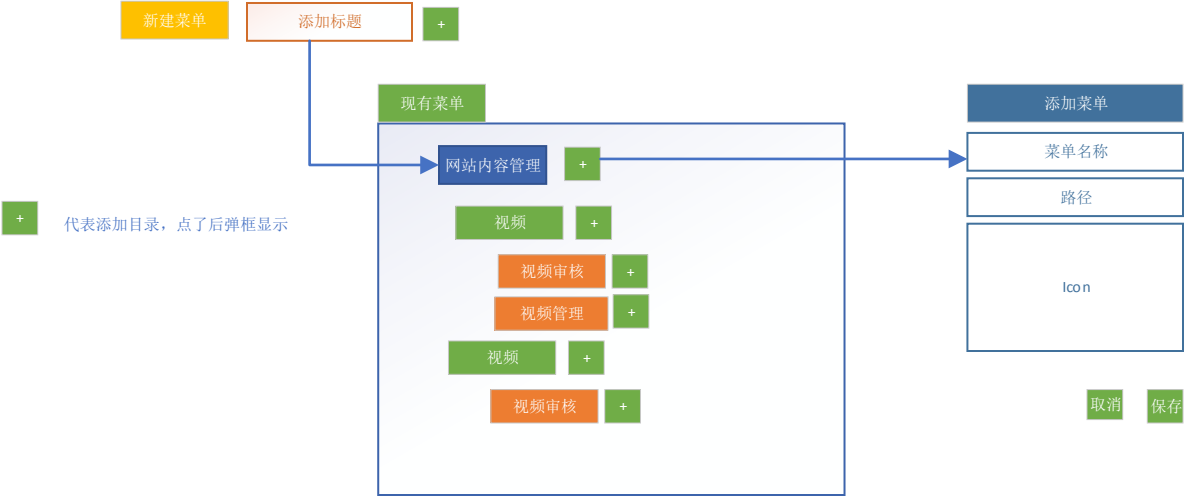 新建菜单
添加标题
+
现有菜单
添加菜单
网站内容管理
+
菜单名称
路径
+
代表添加目录，点了后弹框显示
视频
+
视频审核
+
Icon
视频管理
+
视频
+
视频审核
+
取消
保存